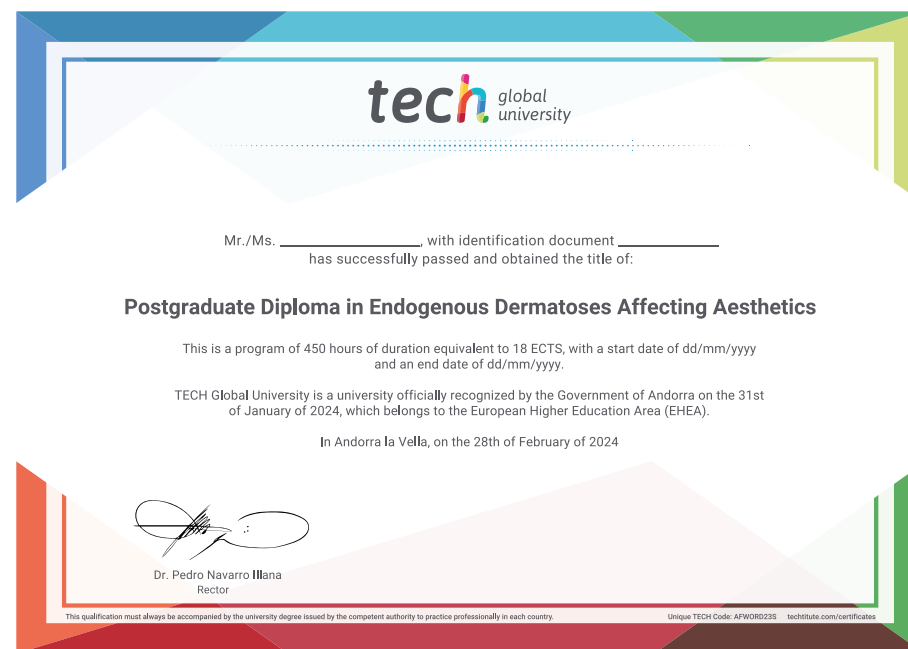 tech global university
Mr./Ms. ____________________, with identification document ______________
has successfully passed and obtained the title of:
Postgraduate Diploma in Endogenous Dermatoses Affecting Aesthetics
This is a program of 450 hours of duration equivalent to 18 ECTS, with a start date of dd/mm/yyyy
and an end date of dd/mm/yyyy.
TECH Global University is a university officially recognized by the Government of Andorra on the 31st
of January of 2024, which belongs to the European Higher Education Area (EHEA).
In Andorra la Vella, on the 28th of February of 2024
Dr. Pedro Navarro Illana
Rector
This qualification must always be accompanied by the university degree issued by the competent authority to practice professionally in each country.
Unique TECH Code: AFWORD23S techtitute.com/certificates